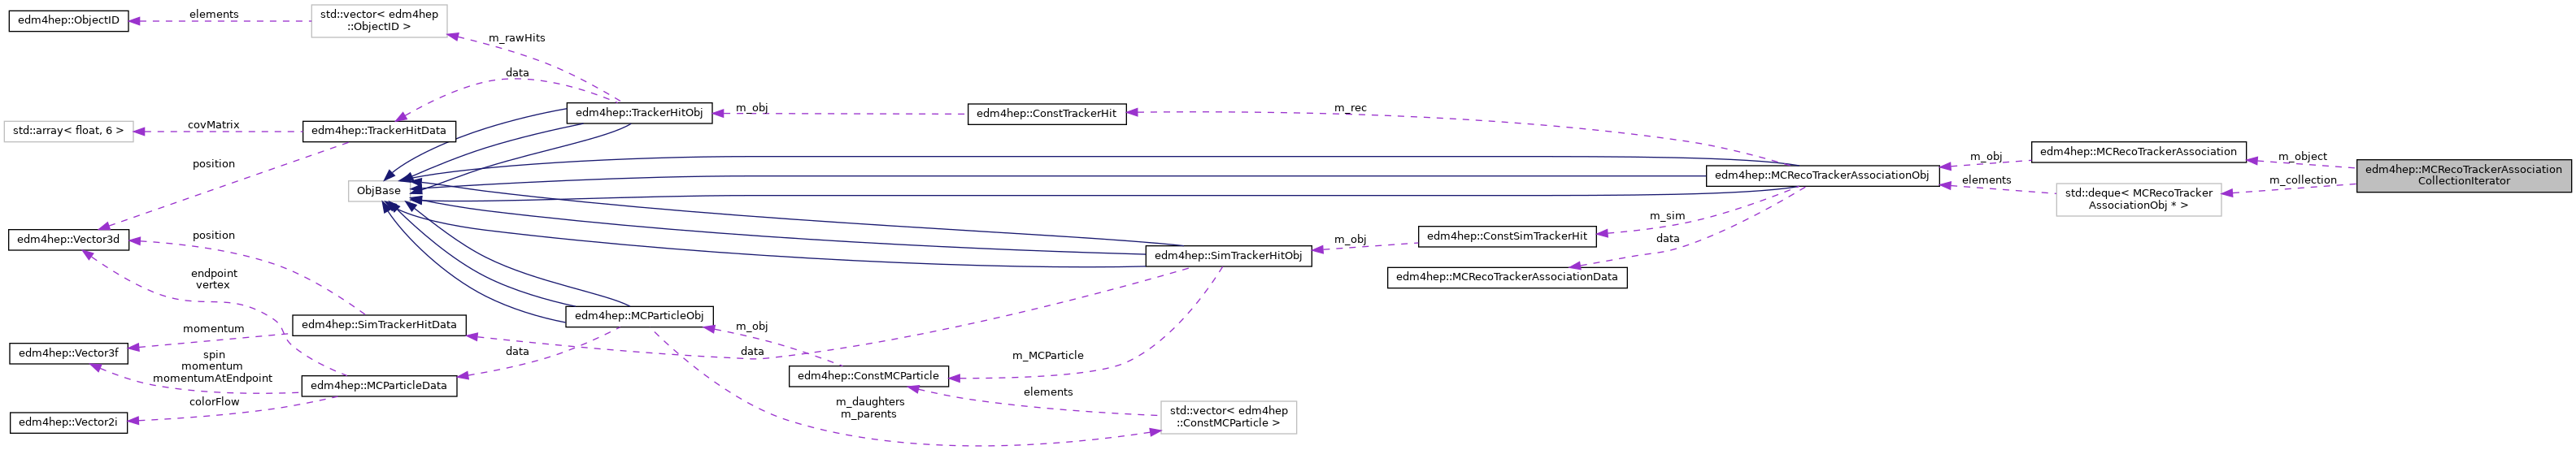 edm4hep::ObjectID
elements
std::vector< edm4hep
::ObjectID >
m_rawHits
data
std::array< float, 6 >
covMatrix
edm4hep::TrackerHitData
edm4hep::TrackerHitObj
m_obj
edm4hep::ConstTrackerHit
m_rec
position
ObjBase
edm4hep::MCRecoTrackerAssociationObj
m_obj
elements
edm4hep::MCRecoTrackerAssociation
std::deque< MCRecoTracker
AssociationObj * >
m_object
m_collection
edm4hep::MCRecoTrackerAssociation
CollectionIterator
edm4hep::Vector3d
position
endpoint
vertex
edm4hep::SimTrackerHitObj
m_obj
edm4hep::ConstSimTrackerHit
m_sim
data
edm4hep::MCRecoTrackerAssociationData
edm4hep::MCParticleObj
edm4hep::SimTrackerHitData
momentum
edm4hep::Vector3f
spin
momentum
momentumAtEndpoint
edm4hep::MCParticleData
data
m_obj
data
edm4hep::ConstMCParticle
m_MCParticle
elements
colorFlow
edm4hep::Vector2i
m_daughters
m_parents
std::vector< edm4hep
::ConstMCParticle >